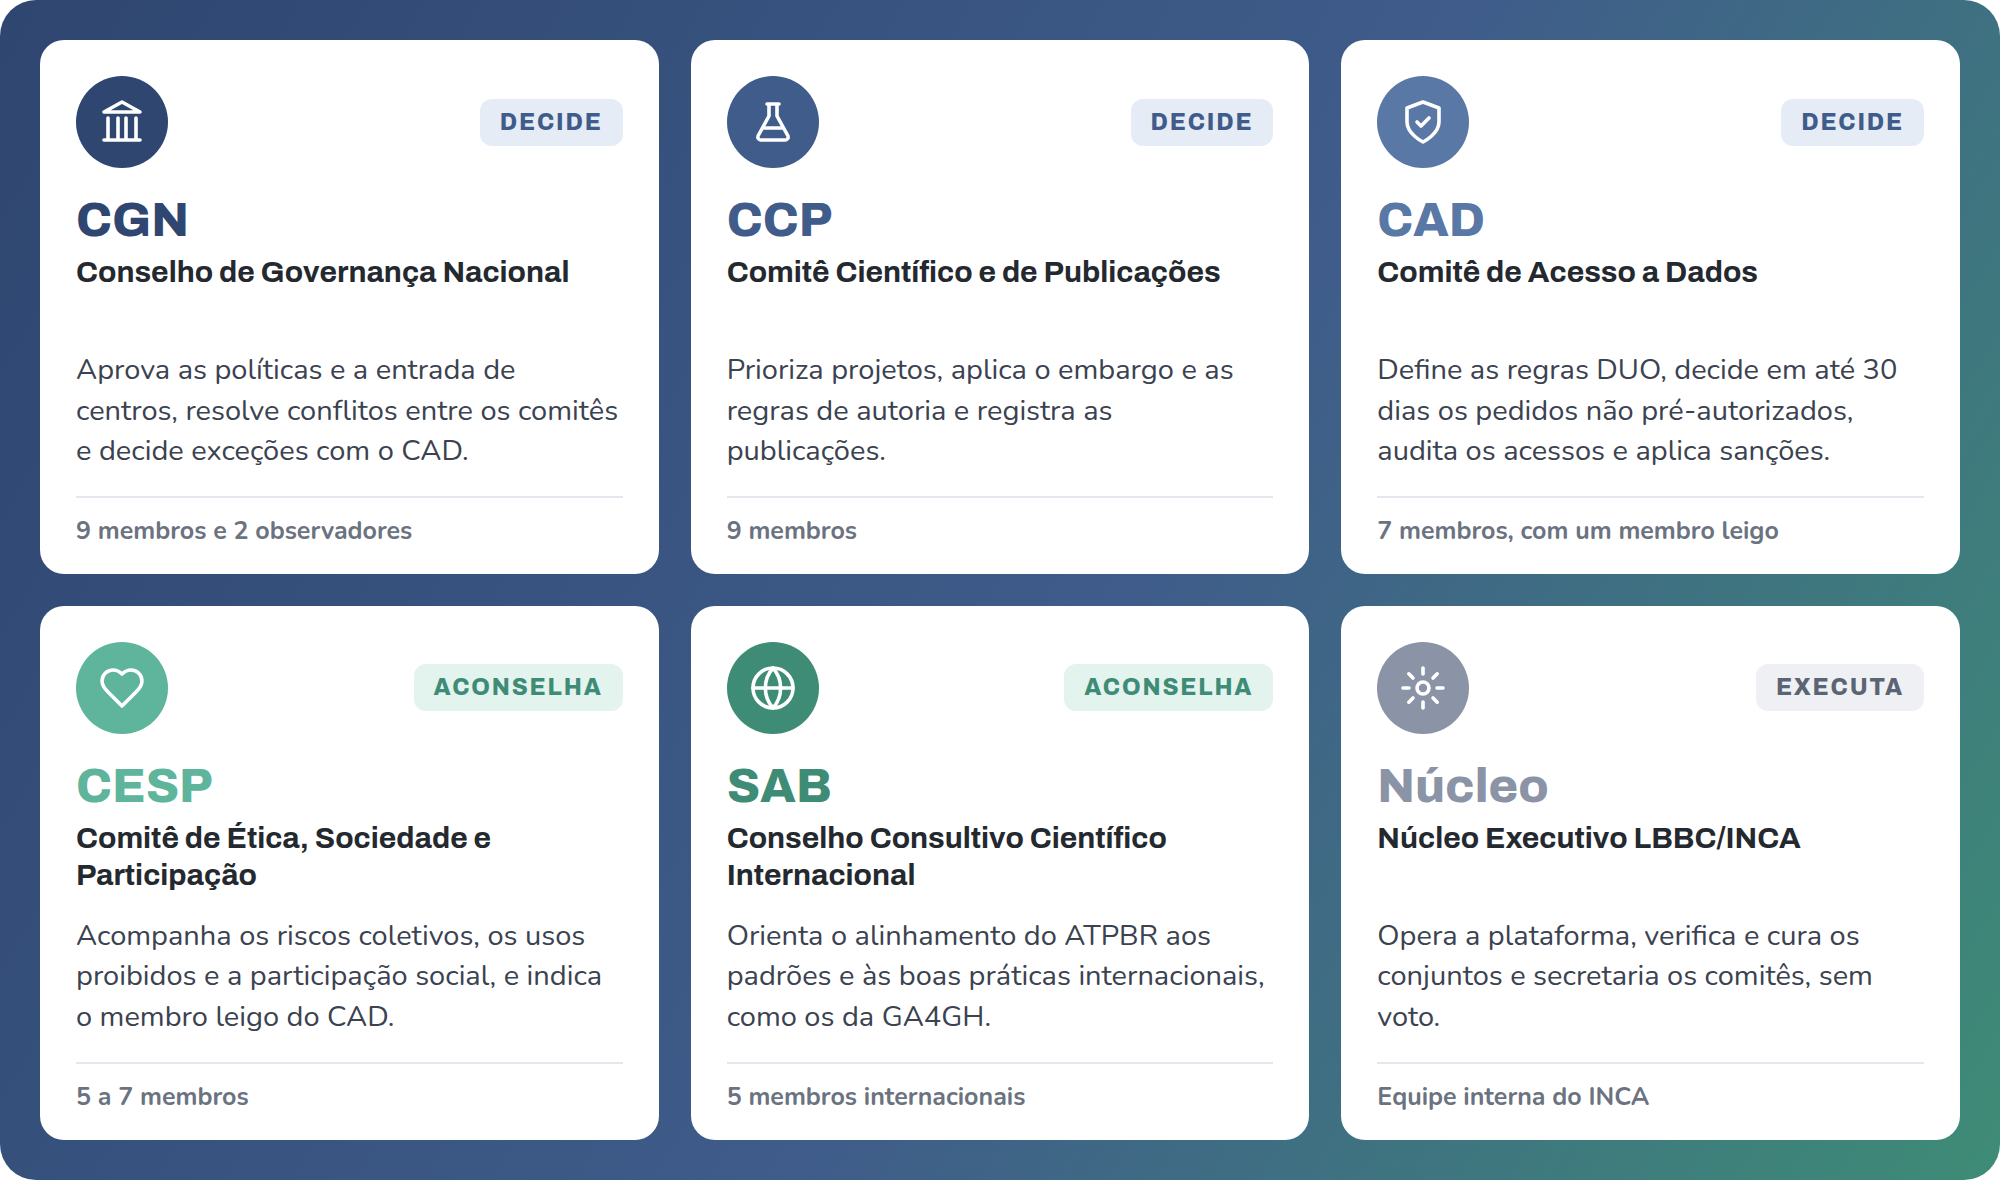 DECIDE
CGN
Conselho de Governança Nacional
Aprova as políticas e a entrada de
centros, resolve conflitos entre os comitês
e decide exceções com o CAD.
9 membros e 2 observadores
DECIDE
CCP
Comitê Científico e de Publicações
Prioriza projetos, aplica o embargo e as
regras de autoria e registra as
publicações.
9 membros
DECIDE
CAD
Comitê de Acesso a Dados
Define as regras DUO, decide em até 30
dias os pedidos não pré-autorizados,
audita os acessos e aplica sanções.
7 membros, com um membro leigo
ACONSELHA
CESP
Comitê de Ética, Sociedade e
Participação
Acompanha os riscos coletivos, os usos
proibidos e a participação social, e indica
o membro leigo do CAD.
5 a 7 membros
ACONSELHA
SAB
Conselho Consultivo Científico
Internacional
Orienta o alinhamento do ATPBR aos
padrões e às boas práticas internacionais,
como os da GA4GH.
5 membros internacionais
EXECUTA
Núcleo
Núcleo Executivo LBBC/INCA
Opera a plataforma, verifica e cura os
conjuntos e secretaria os comitês, sem
voto.
Equipe interna do INCA